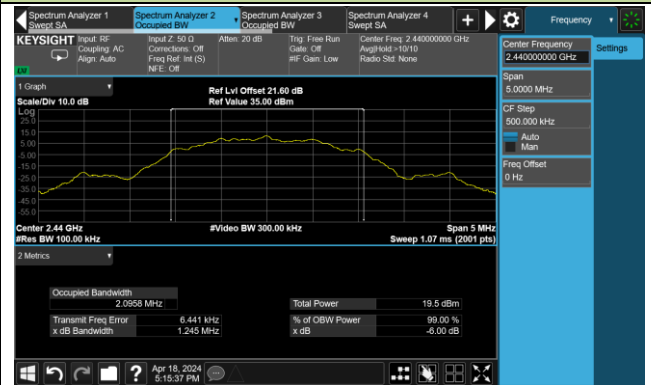 Spectrum Analyzer 1
Swept SA
Spectrum Analyzer 2
Occupied BW
Spectrum Analyzer 3
Occupied BW
Spectrum Analyzer 4
Swept SA
Frequency
KEYSIGHT
Input: RF
Coupling: AC
Align: Auto
Input Z: 50 Ω
Corrections: Off
Freq Ref: Int (S)
NFE: Off
Atten: 20 dB
Trig: Free Run
Gate: Off
#IF Gain: Low
Center Freq: 2.440000000 GHz
Avg|Hold:>10/10
Radio Std: None
Center Frequency
2.440000000 GHz
Settings
Span
5.0000 MHz
CF Step
500.000 kHz
Auto
Man
Freq Offset
0 Hz
1 Graph
Scale/Div 10.0 dB
Ref Lvl Offset 21.60 dB
Ref Value 35.00 dBm
Log
25.0
15.0
5.00
-5.00
-15.0
-25.0
-35.0
-45.0
-55.0
Center 2.44 GHz
#Res BW 100.00 kHz
#Video BW 300.00 kHz
Span 5 MHz
Sweep 1.07 ms (2001 pts)
2 Metrics
Occupied Bandwidth
2.0958 MHz
Total Power 19.5 dBm
Transmit Freq Error 6.441 kHz
% of OBW Power 99.00 %
x dB Bandwidth 1.245 MHz
x dB -6.00 dB
Apr 18, 2024
5:15:37 PM